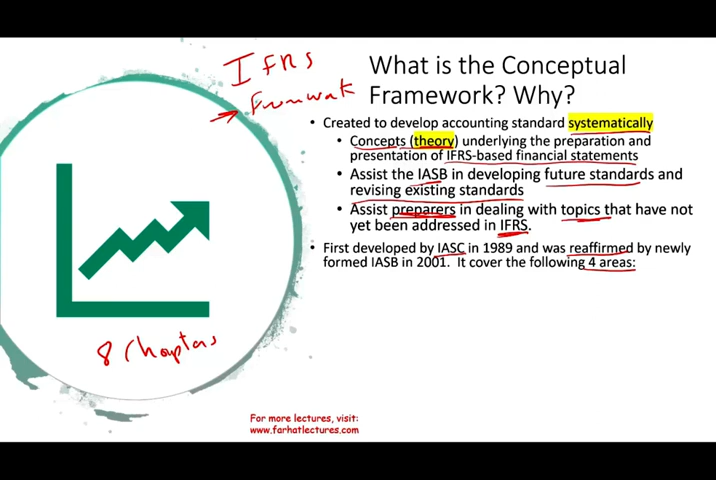 IFRS
Framwork
What is the Conceptual
Framework? Why?
Created to develop accounting standard systematically
Concepts (theory) underlying the preparation and
presentation of IFRS-based financial statements
Assist the IASB in developing future standards and
revising existing standards
Assist preparers in dealing with topics that have not
yet been addressed in IFRS.
First developed by IASC in 1989 and was reaffirmed by newly
formed IASB in 2001. It cover the following 4 areas:
8 Chapters
For more lectures, visit:
www.farhatlectures.com